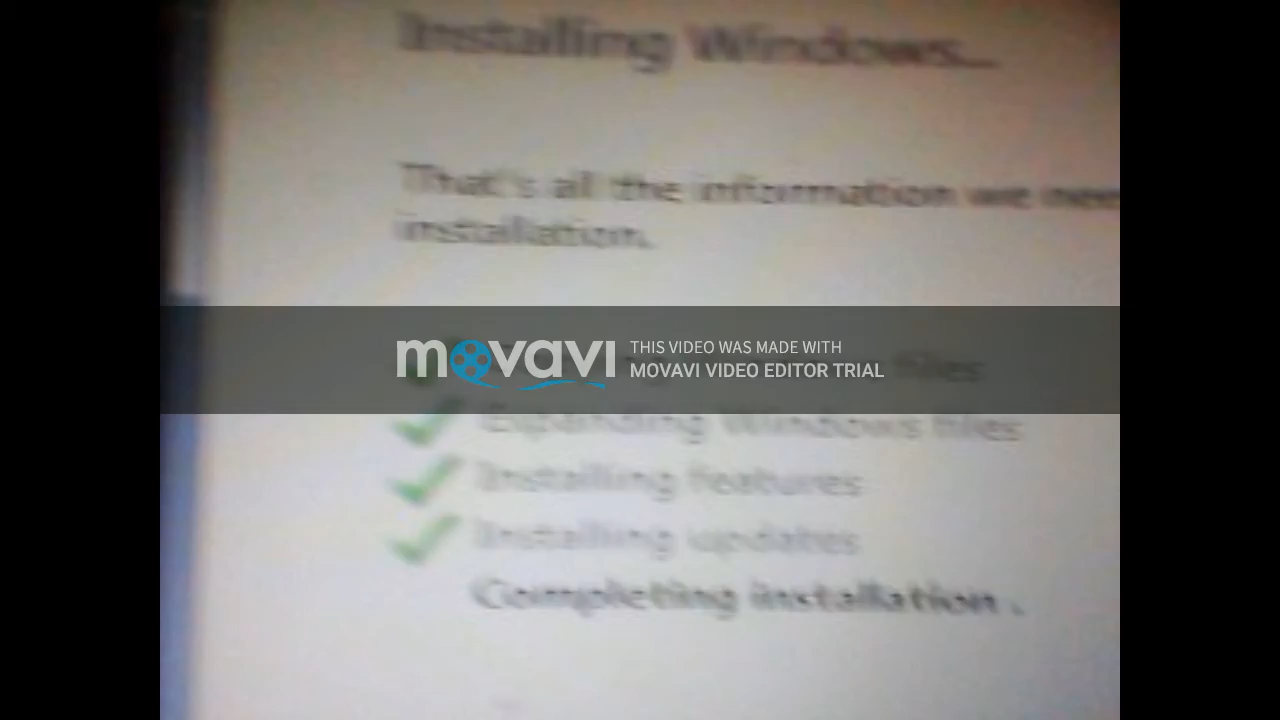 Installing Windows...
That's all the information we
installation.
movavi
THIS VIDEO WAS MADE WITH
MOVAVI VIDEO EDITOR TRIAL
files
Expanding Windows files
Installing features
Installing updates
Completing installation .